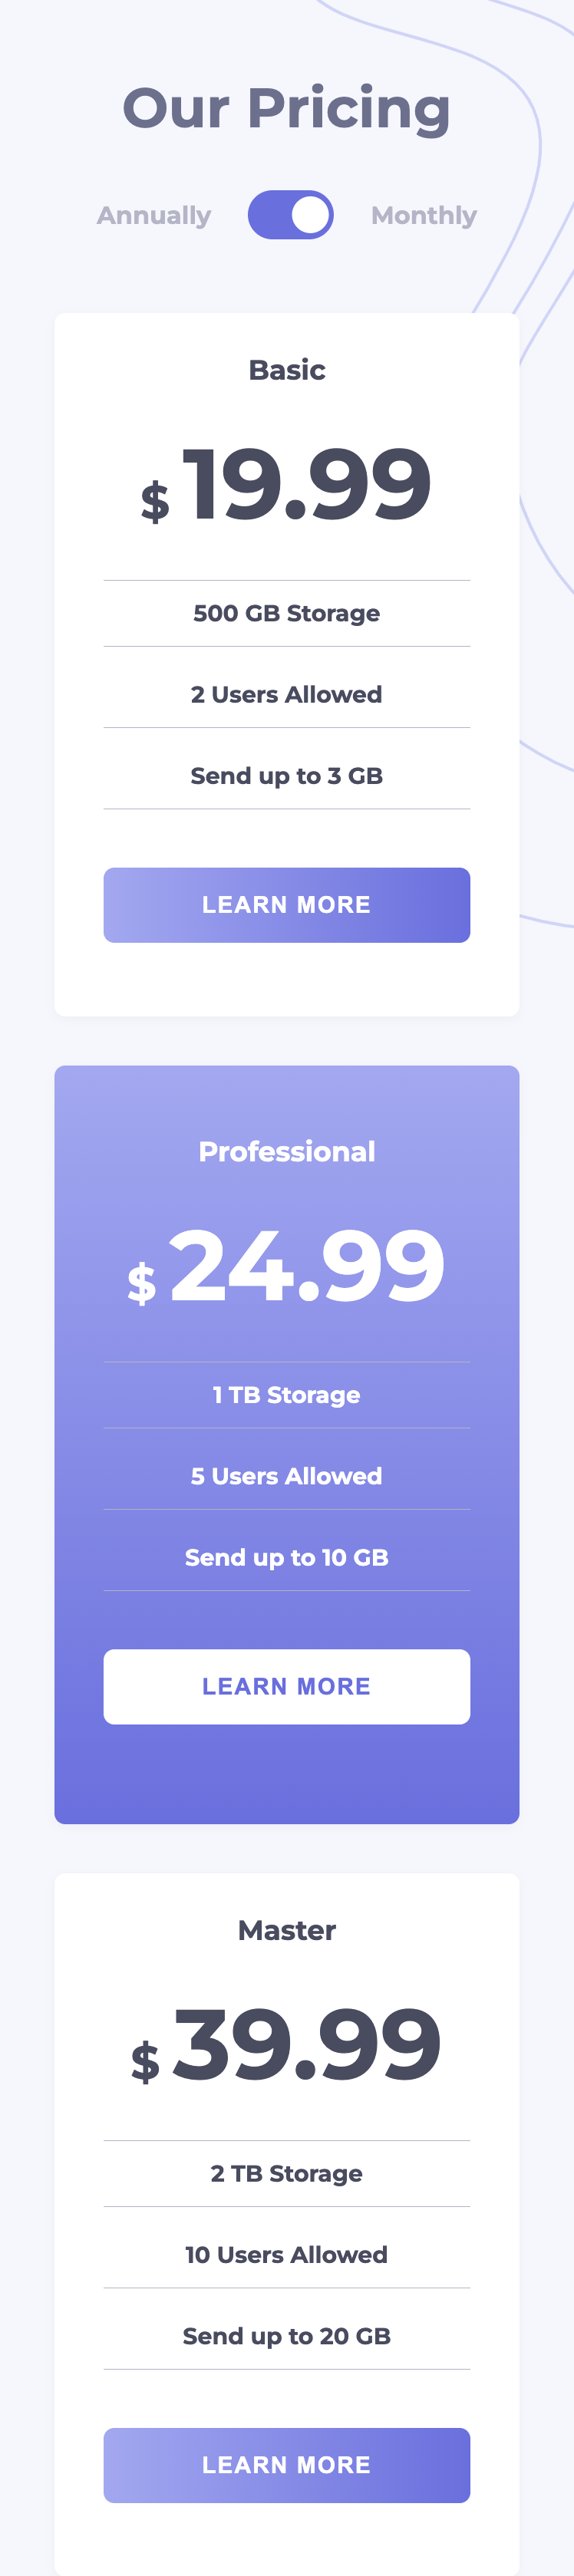 Our Pricing
Annually Monthly
Basic
$ 19.99
500 GB Storage
2 Users Allowed
Send up to 3 GB
LEARN MORE
Professional
$ 24.99
1 TB Storage
5 Users Allowed
Send up to 10 GB
LEARN MORE
Master
$ 39.99
2 TB Storage
10 Users Allowed
Send up to 20 GB
LEARN MORE